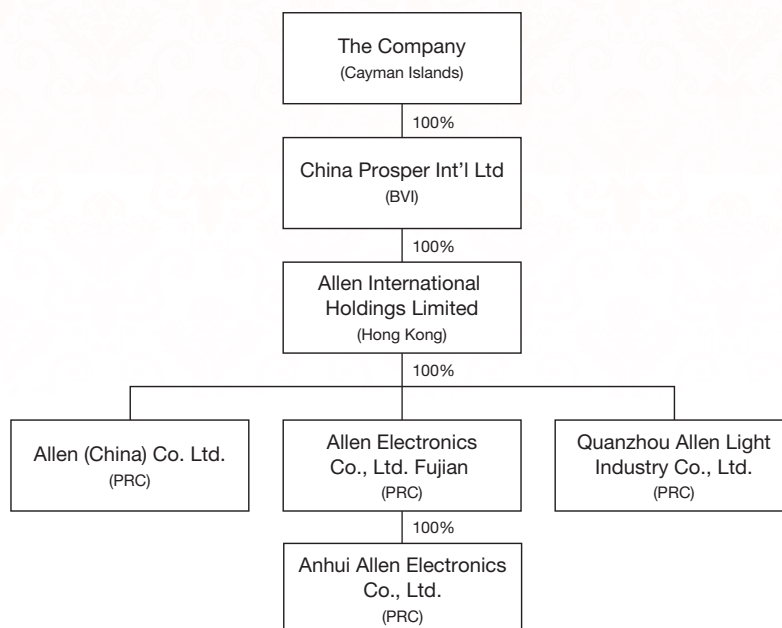 The Company
(Cayman Islands)
100%
China Prosper Int'l Ltd
(BVI)
100%
Allen International
Holdings Limited
(Hong Kong)
100%
Allen (China) Co. Ltd.
(PRC)
Allen Electronics
Co., Ltd. Fujian
(PRC)
Quanzhou Allen Light
Industry Co., Ltd.
(PRC)
100%
Anhui Allen Electronics
Co., Ltd.
(PRC)